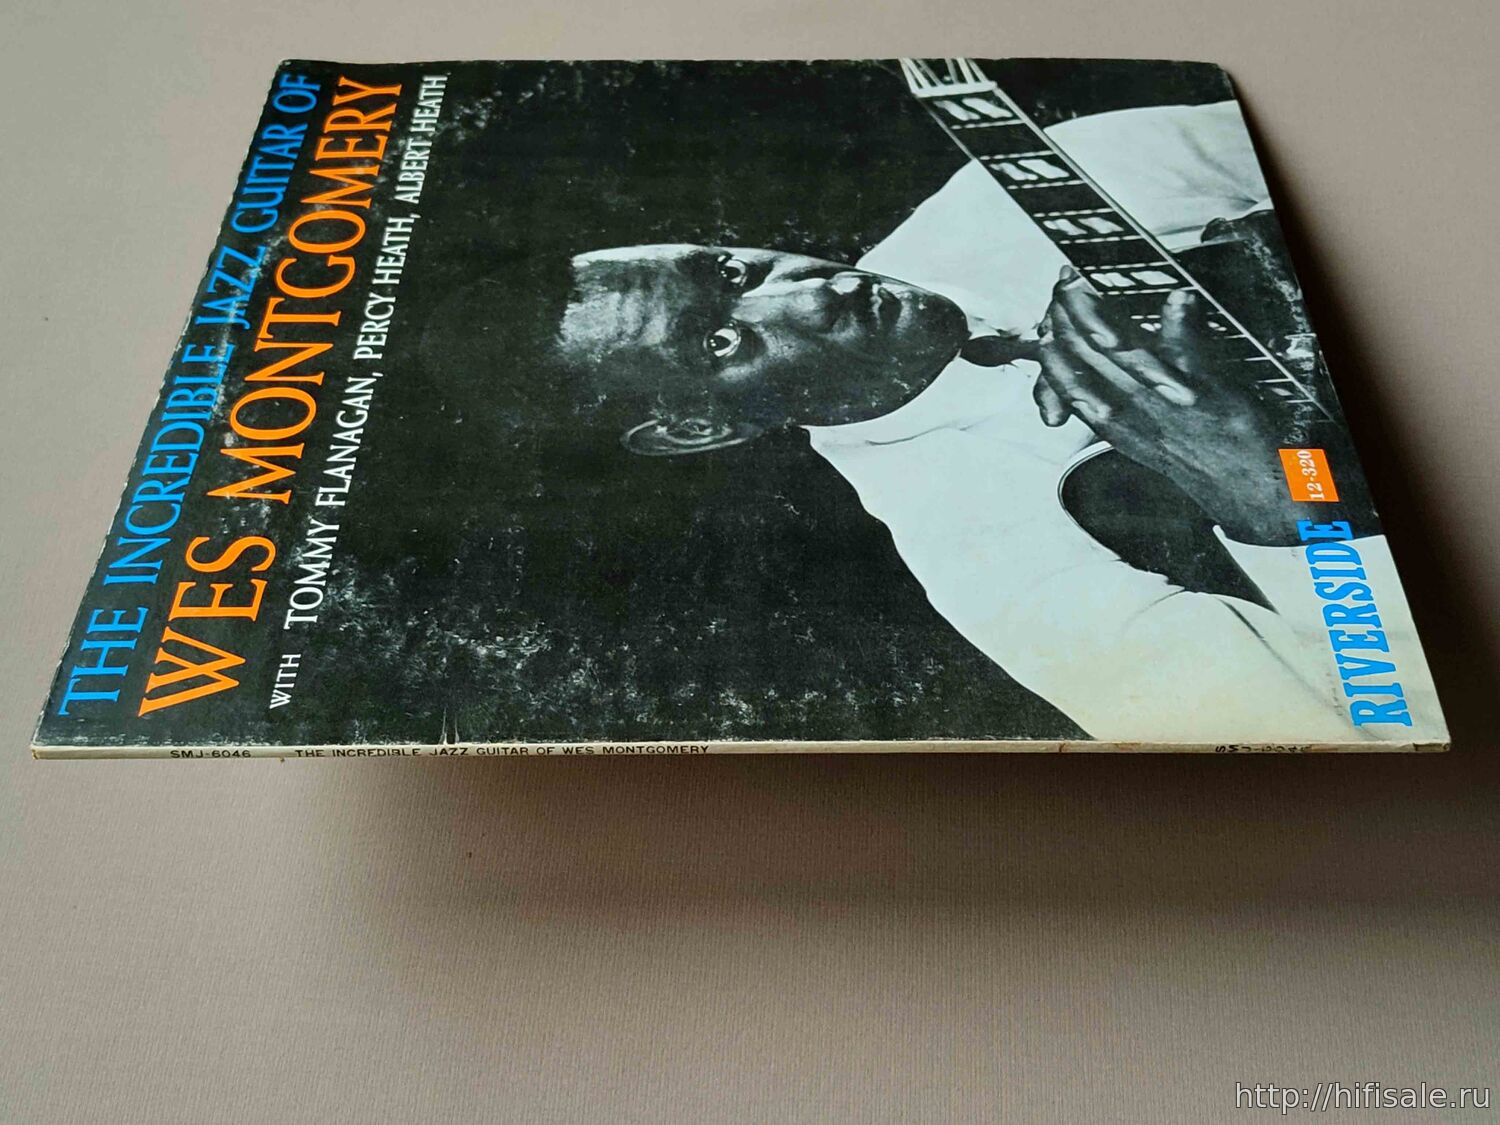 THE INCREDIBLE JAZZ GUITAR OF
WES MONTGOMERY
WITH TOMMY FLANAGAN, PERCY HEATH, ALBERT HEATH
RIVERSIDE 12-320
SMJ-6046 THE INCREDIBLE JAZZ GUITAR OF WES MONTGOMERY
http://hifisale.ru